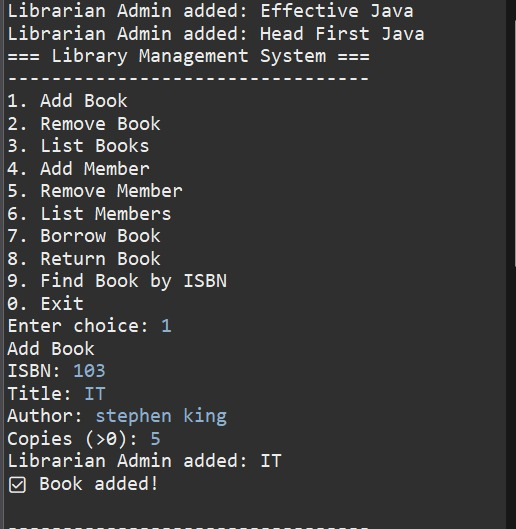 Librarian Admin added: Effective Java
Librarian Admin added: Head First Java
=== Library Management System ===
---------------------------------
1. Add Book
2. Remove Book
3. List Books
4. Add Member
5. Remove Member
6. List Members
7. Borrow Book
8. Return Book
9. Find Book by ISBN
0. Exit
Enter choice: 1
Add Book
ISBN: 103
Title: IT
Author: stephen king
Copies (>0): 5
Librarian Admin added: IT
☑ Book added!
---------------------------------